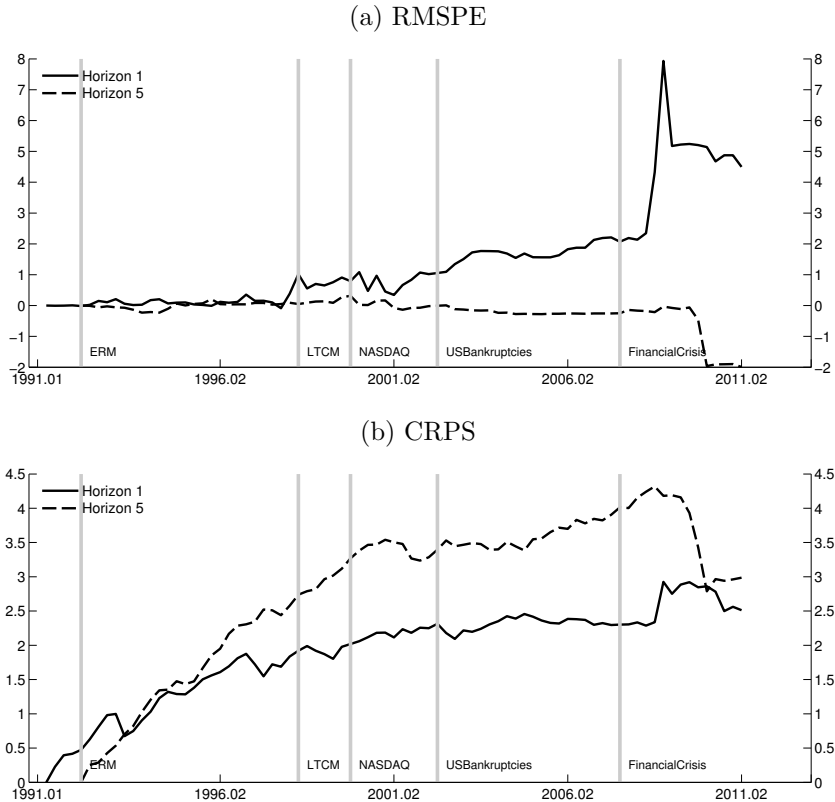 (a) RMSPE
8 8
Horizon 1
7 7
Horizon 5
6 6
5 5
4 4
3 3
2 2
1 1
0 0
−1 −1
ERM LTCM NASDAQ USBankruptcies FinancialCrisis
−2 −2
1991.01 1996.02 2001.02 2006.02 2011.02
(b) CRPS
4.5 4.5
Horizon 1
4 4
Horizon 5
3.5 3.5
3 3
2.5 2.5
2 2
1.5 1.5
1 1
0.5 0.5
ERM LTCM NASDAQ USBankruptcies FinancialCrisis
0 0
1991.01 1996.02 2001.02 2006.02 2011.02